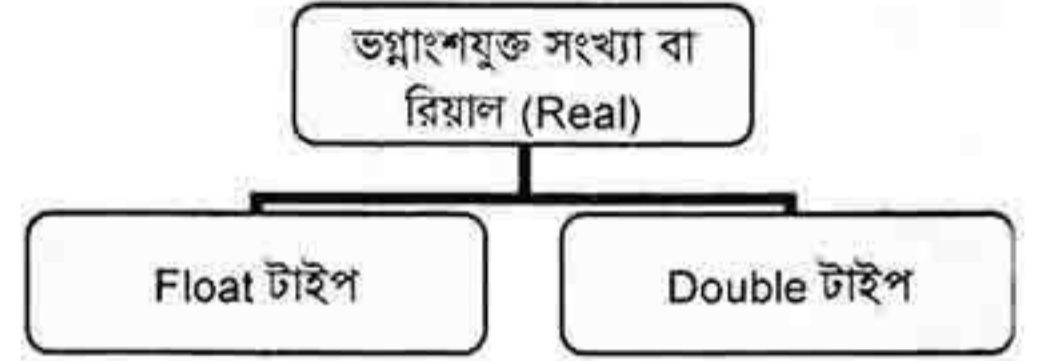 ভগ্নাংশযুক্ত সংখ্যা বা
রিয়াল (Real)
Float টাইপ
Double টাইপ